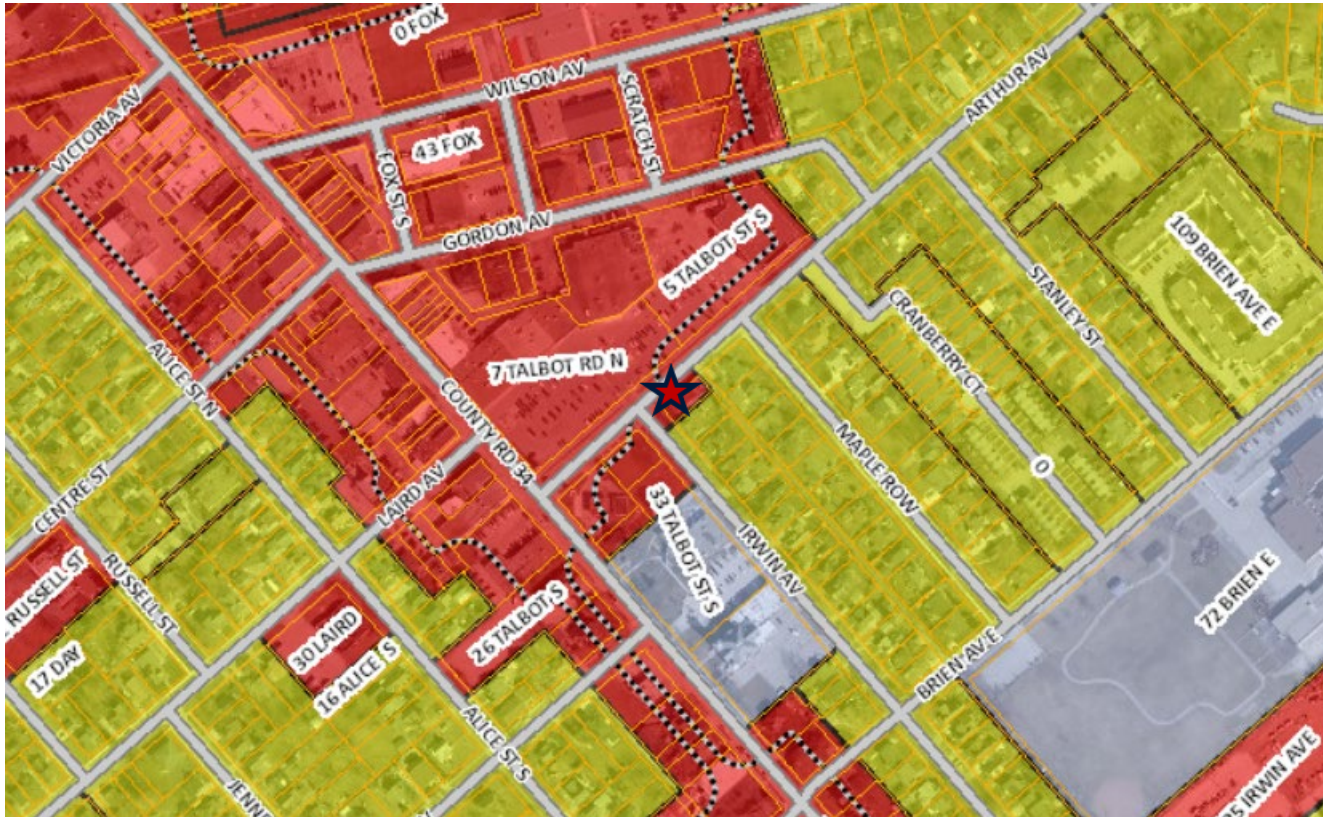 0 FOX
WILSON AV
ARTHUR AV
VICTORIA AV
SCRATCH ST
43 FOX
FOX ST S
GORDON AV
5 TALBOT ST S
109 BRIEN AVE E
STANLEY ST
CRANBERRY CT
7 TALBOT RD N
ALICE ST N
COUNTY RD 34
MAPLE ROW
0
CENTRE ST
LAIRD AV
33 TALBOT ST S
IRWIN AV
RUSSELL ST
RUSSELL ST
72 BRIEN E
30 LAIRD
26 TALBOT S
17 DAY
16 ALICE S
BRIEN AV E
ALICE ST S
IRWIN AVE